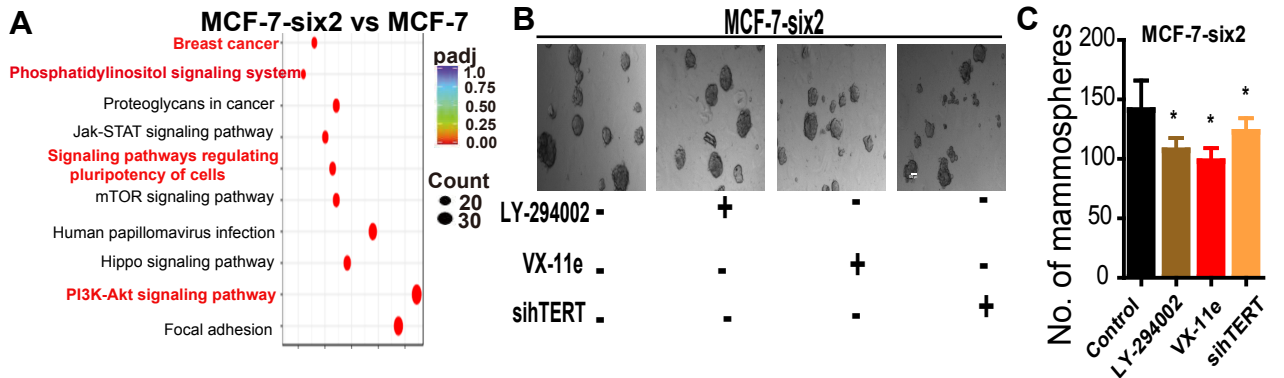 A
MCF-7-six2 vs MCF-7
Breast cancer
Phosphatidylinositol signaling system
Proteoglycans in cancer
Jak-STAT signaling pathway
Signaling pathways regulating
pluripotency of cells
mTOR signaling pathway
Human papillomavirus infection
Hippo signaling pathway
PI3K-Akt signaling pathway
Focal adhesion
padj
1.0
0.75
0.50
0.25
0.00
Count
20
30
B
MCF-7-six2
LY-294002 - + - -
VX-11e - - + -
sihTERT - - - +
C
MCF-7-six2
No. of mammospheres
200
150
100
50
0
* * *
Control
LY-294002
VX-11e
sihTERT